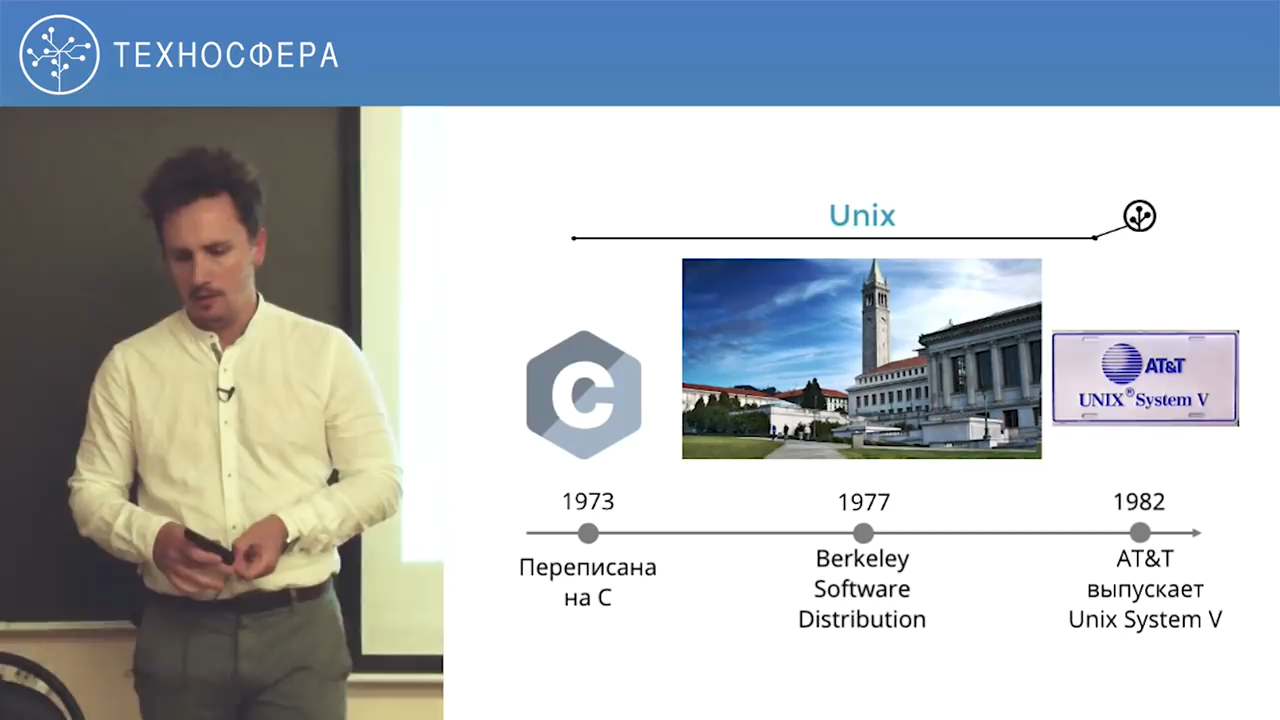 ТЕХНОСФЕРА
Unix
C
AT&T
UNIX® System V
1973
1977
1982
Переписана
на C
Berkeley
Software
Distribution
AT&T
выпускает
Unix System V